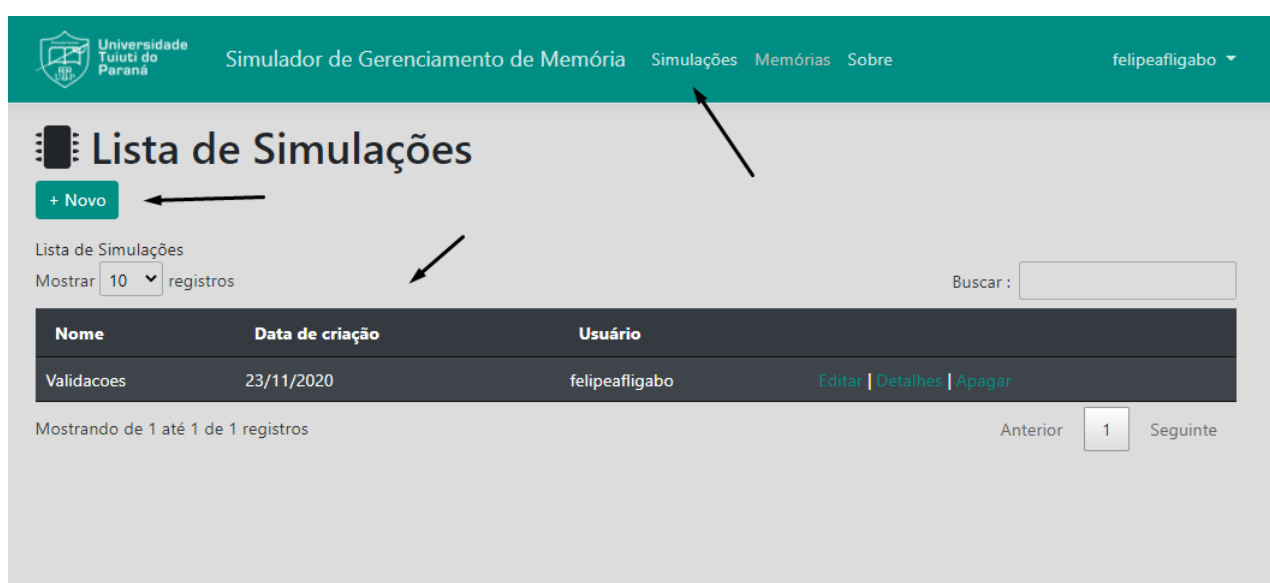 Universidade
Tuiuti do
Paraná
Simulador de Gerenciamento de Memória Simulações Memórias Sobre felipeafligabo
Lista de Simulações
+ Novo
Lista de Simulações
Mostrar 10 registros Buscar :
Nome Data de criação Usuário
Validacoes 23/11/2020 felipeafligabo Editar | Detalhes | Apagar
Mostrando de 1 até 1 de 1 registros Anterior 1 Seguinte